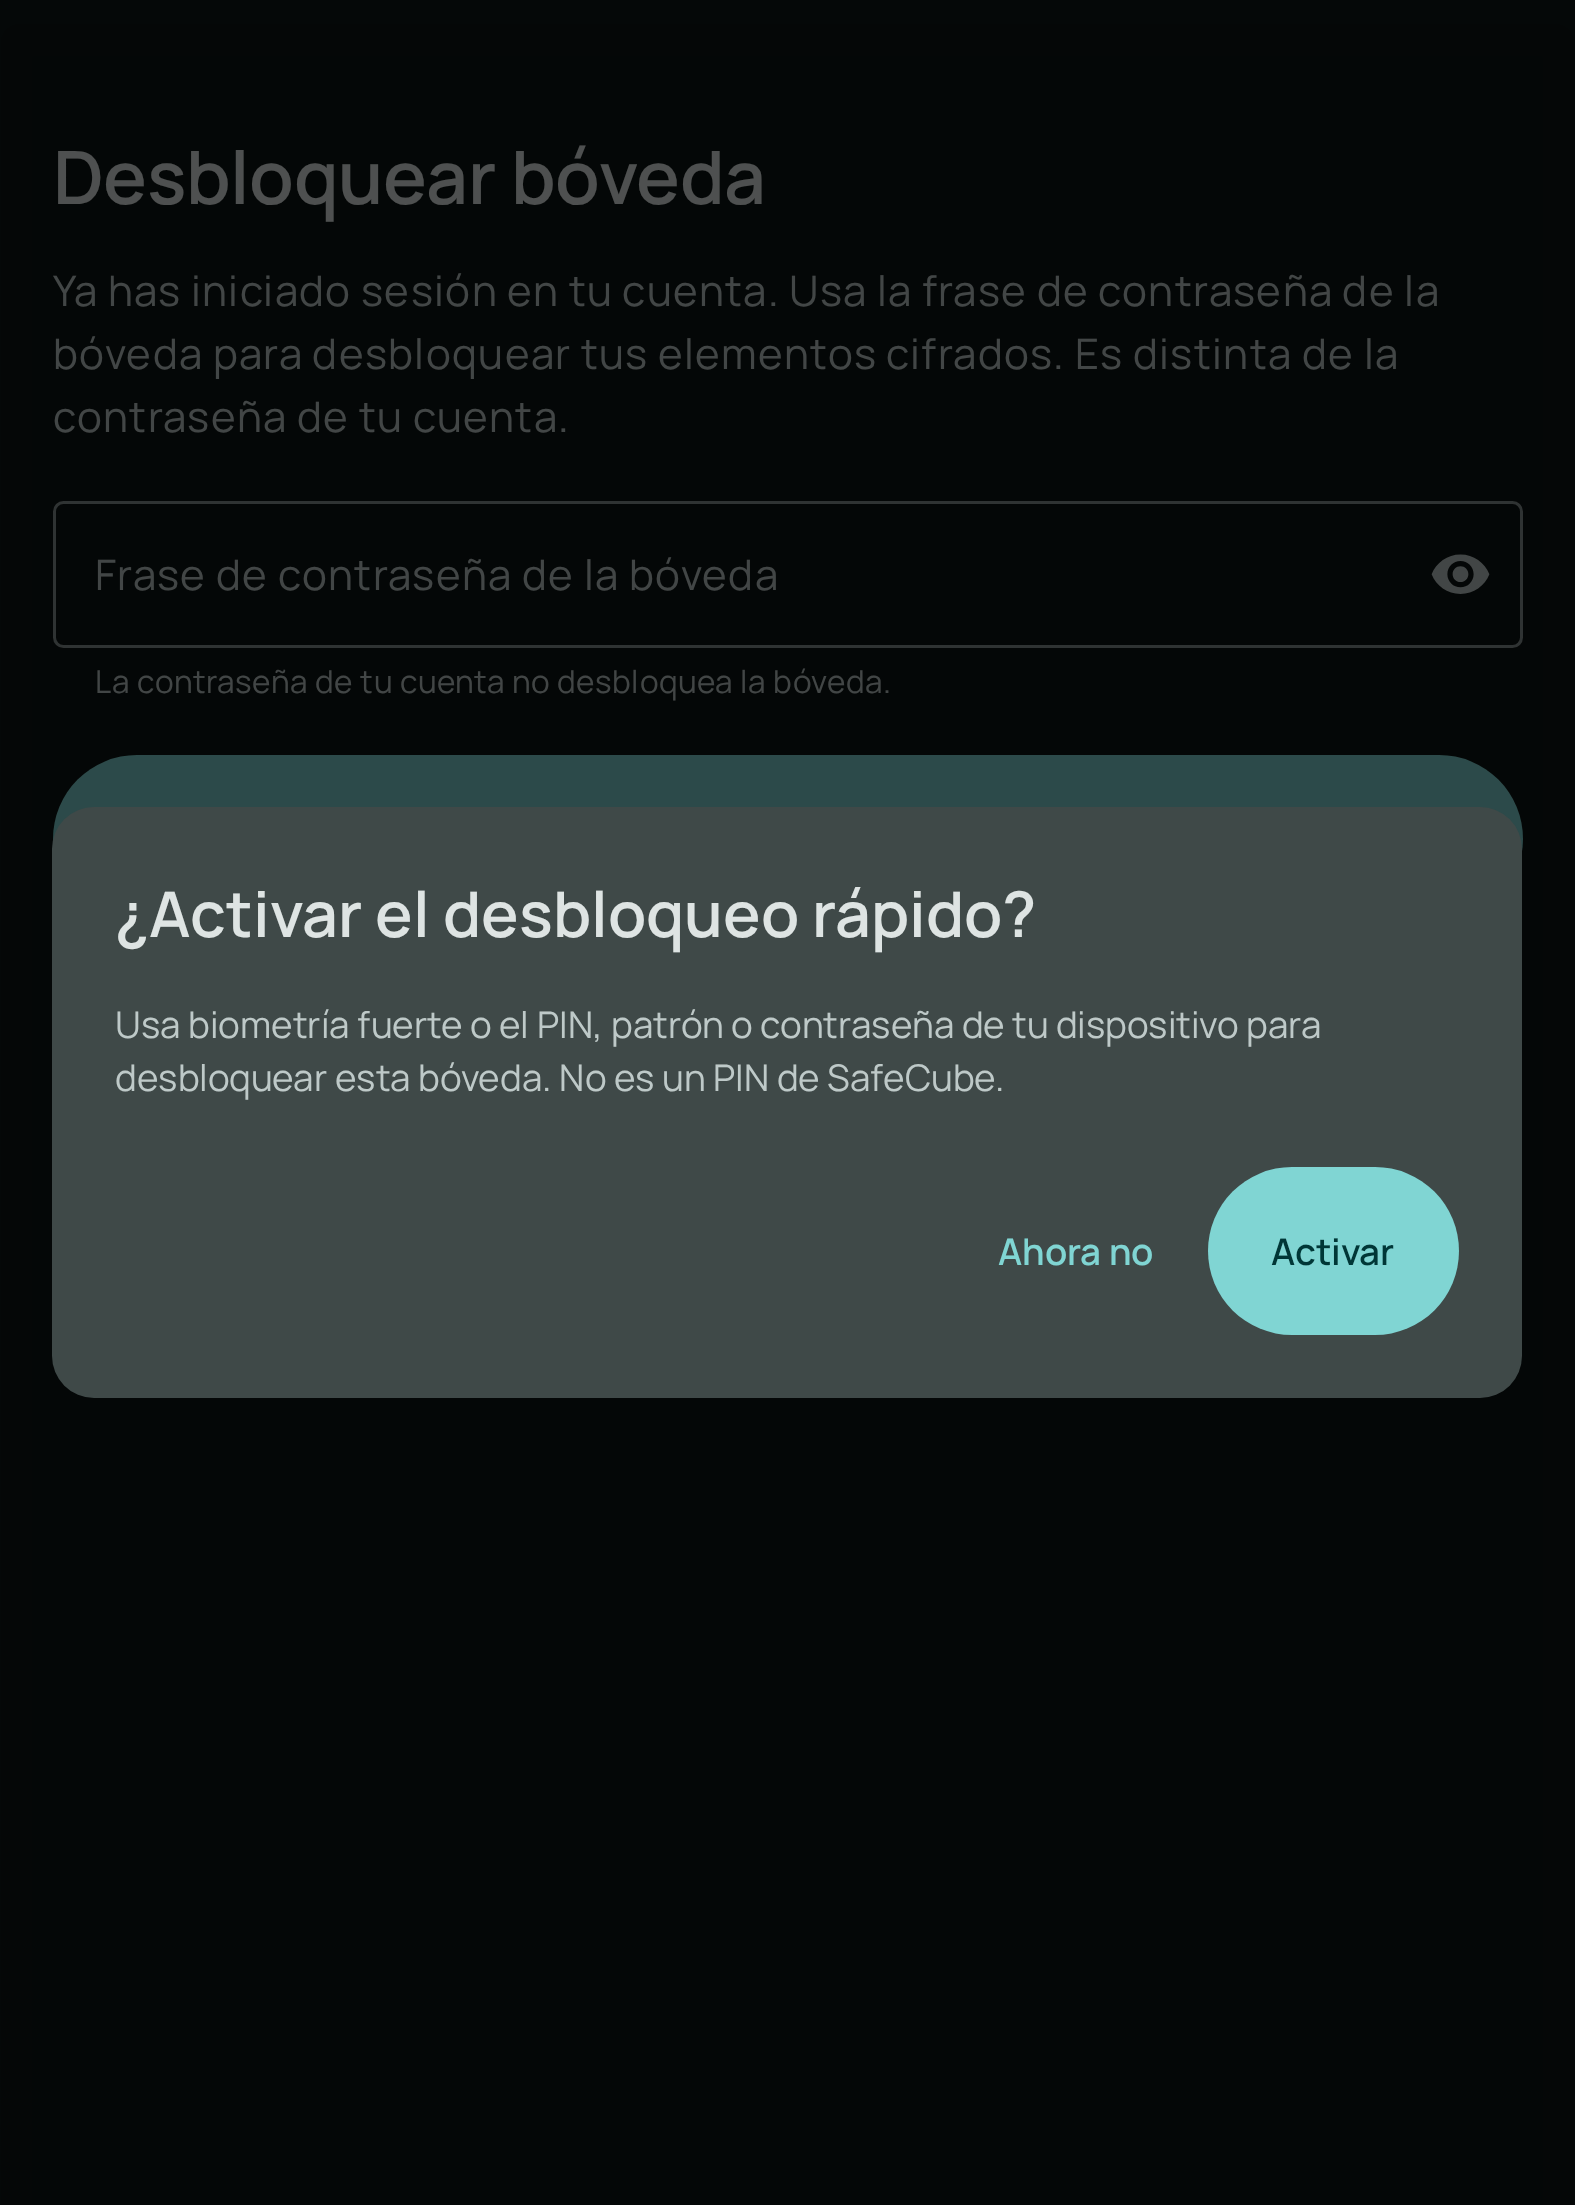 Desbloquear bóveda
Ya has iniciado sesión en tu cuenta. Usa la frase de contraseña de la
bóveda para desbloquear tus elementos cifrados. Es distinta de la
contraseña de tu cuenta.
Frase de contraseña de la bóveda
La contraseña de tu cuenta no desbloquea la bóveda.
¿Activar el desbloqueo rápido?
Usa biometría fuerte o el PIN, patrón o contraseña de tu dispositivo para
desbloquear esta bóveda. No es un PIN de SafeCube.
Ahora no
Activar